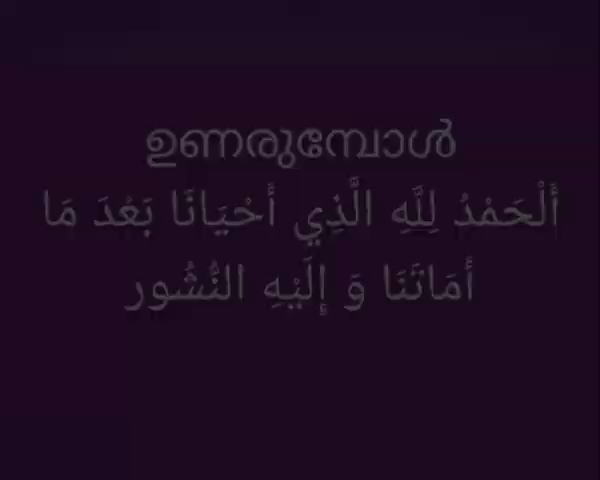 ഉണരുമ്പോൾ
أَلْحَمْدُ لِلَّهِ الَّذِي أَحْيَانَا بَعْدَ مَا
أَمَاتَنَا وَ إِلَيْهِ النُّشُور